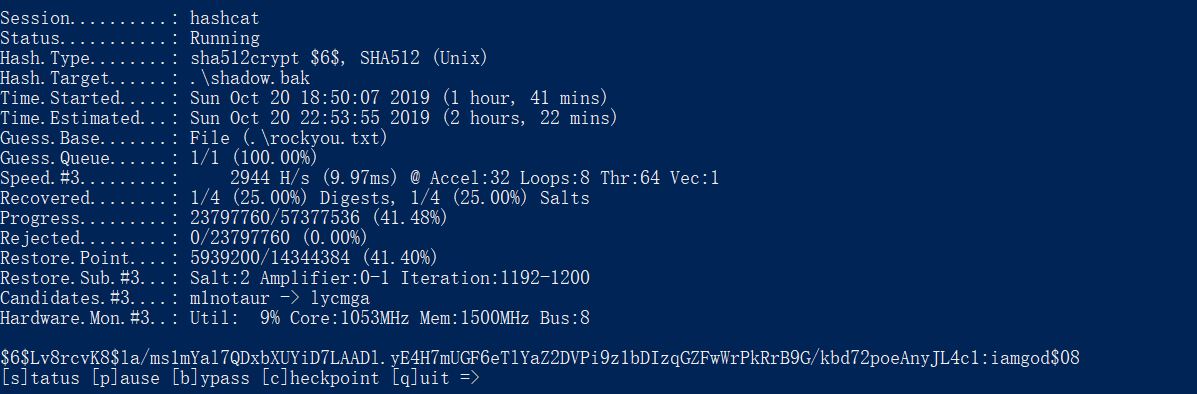 Session..........: hashcat
Status...........: Running
Hash.Type........: sha512crypt $6$, SHA512 (Unix)
Hash.Target......: .\shadow.bak
Time.Started.....: Sun Oct 20 18:50:07 2019 (1 hour, 41 mins)
Time.Estimated...: Sun Oct 20 22:53:55 2019 (2 hours, 22 mins)
Guess.Base.......: File (.\rockyou.txt)
Guess.Queue......: 1/1 (100.00%)
Speed.#3.........:     2944 H/s (9.97ms) @ Accel:32 Loops:8 Thr:64 Vec:1
Recovered........: 1/4 (25.00%) Digests, 1/4 (25.00%) Salts
Progress.........: 23797760/57377536 (41.48%)
Rejected.........: 0/23797760 (0.00%)
Restore.Point....: 5939200/14344384 (41.40%)
Restore.Sub.#3...: Salt:2 Amplifier:0-1 Iteration:1192-1200
Candidates.#3....: m1notaur -> lycmga
Hardware.Mon.#3..: Util:  9% Core:1053MHz Mem:1500MHz Bus:8
$6$Lv8rcvK8$la/ms1mYal7QDxbXUYiD7LAADl.yE4H7mUGF6eTlYaZ2DVPi9z1bDIzqGZFwWrPkRrB9G/kbd72poeAnyJL4c1:iamgod$08
[s]tatus [p]ause [b]ypass [c]heckpoint [q]uit =>